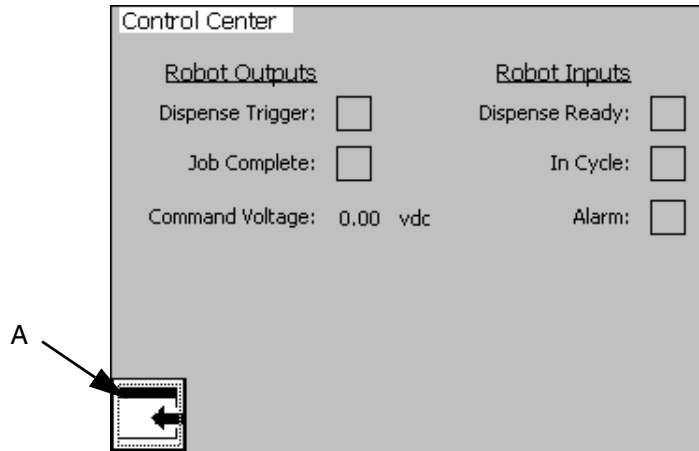 Control Center
Robot Outputs
Dispense Trigger:
Job Complete:
Command Voltage: 0.00 vdc
Robot Inputs
Dispense Ready:
In Cycle:
Alarm:
A